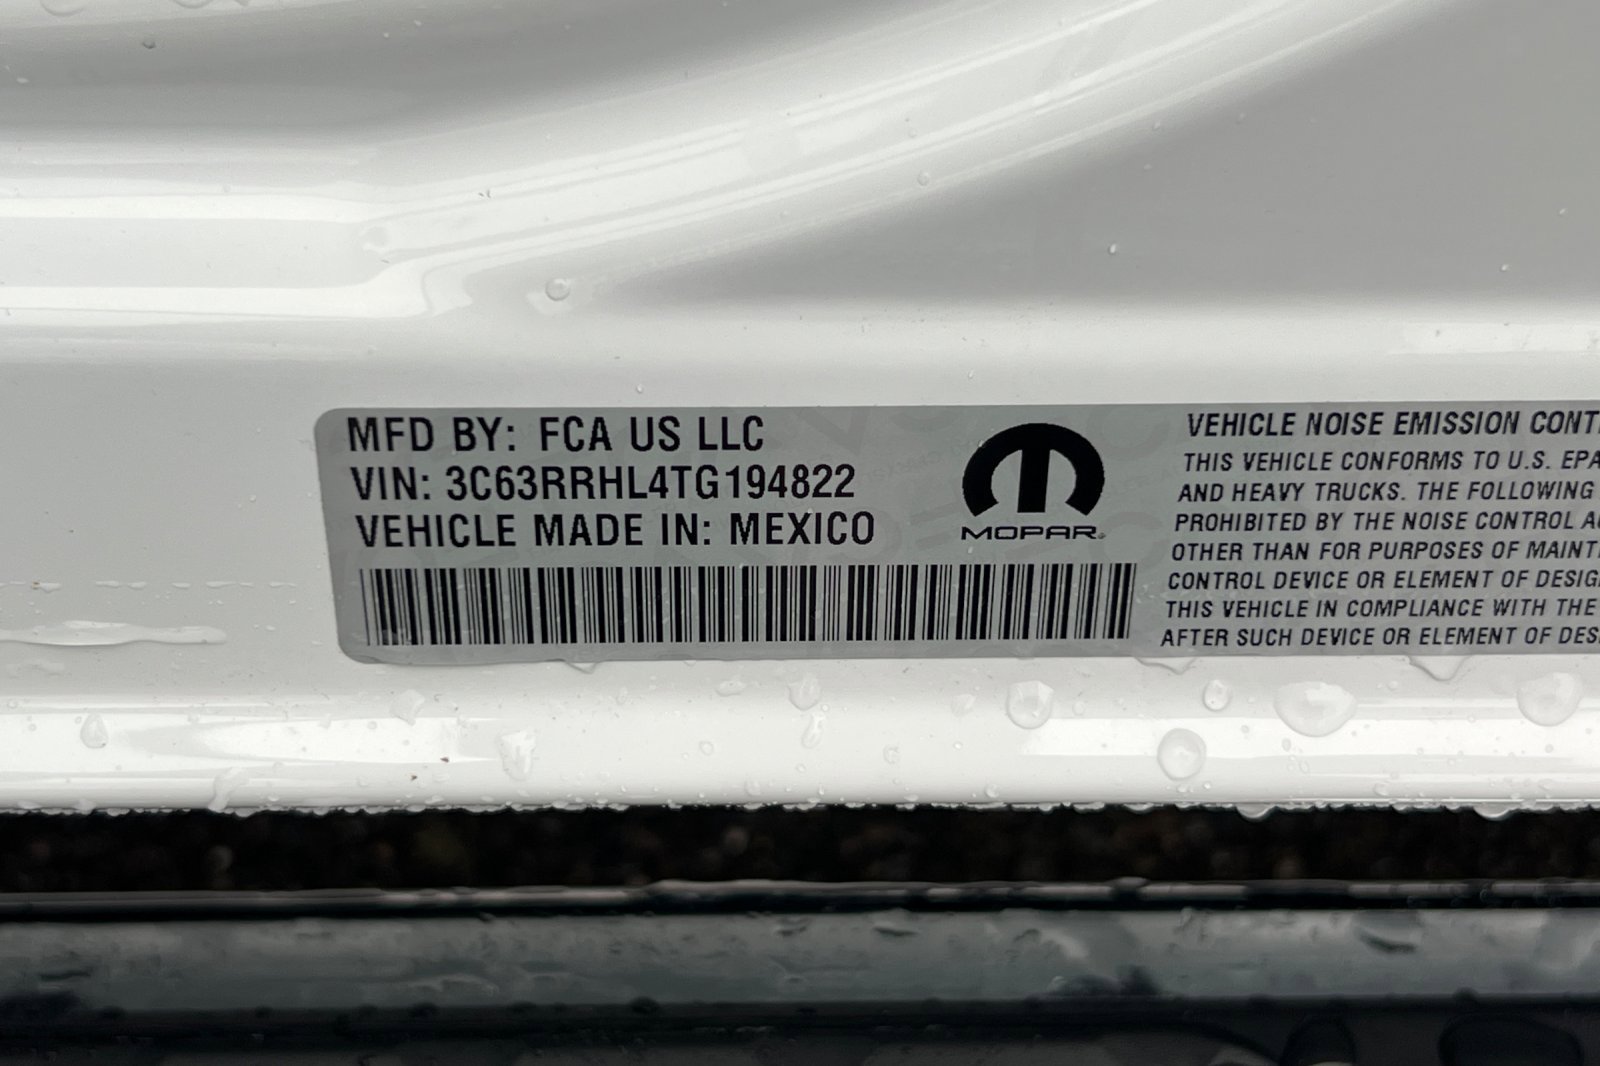 MFD BY: FCA US LLC
VIN: 3C63RRHL4TG194822
VEHICLE MADE IN: MEXICO
MOPAR
VEHICLE NOISE EMISSION CONT
THIS VEHICLE CONFORMS TO U.S. EPA
AND HEAVY TRUCKS. THE FOLLOWING
PROHIBITED BY THE NOISE CONTROL A
OTHER THAN FOR PURPOSES OF MAINT
CONTROL DEVICE OR ELEMENT OF DESIG
THIS VEHICLE IN COMPLIANCE WITH THE
AFTER SUCH DEVICE OR ELEMENT OF DES